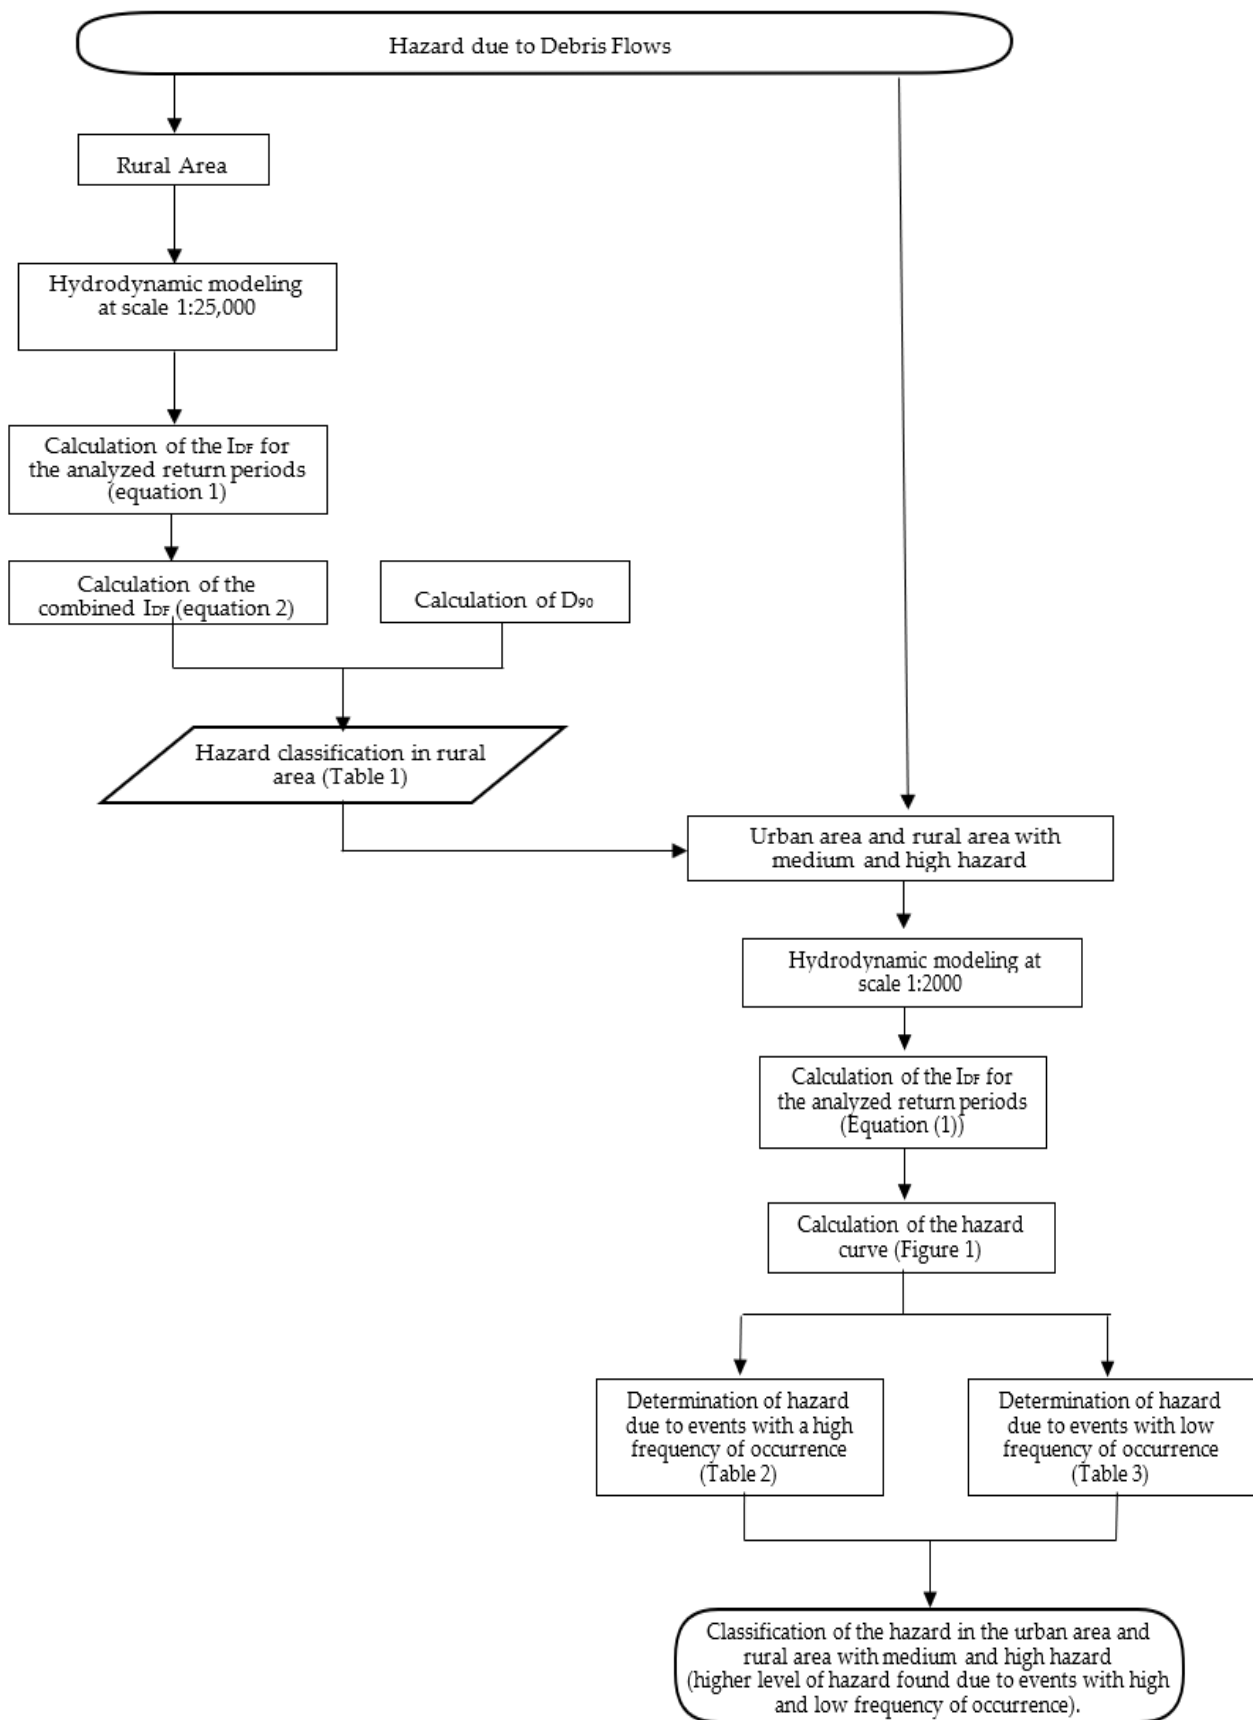 Hazard due to Debris Flows
Rural Area
Hydrodynamic modeling
at scale 1:25,000
Calculation of the IDF for
the analyzed return periods
(equation 1)
Calculation of the
combined IDF (equation 2)
Calculation of D90
Hazard classification in rural
area (Table 1)
Urban area and rural area with
medium and high hazard
Hydrodynamic modeling at
scale 1:2000
Calculation of the IDF for
the analyzed return periods
(Equation (1))
Calculation of the hazard
curve (Figure 1)
Determination of hazard
due to events with a high
frequency of occurrence
(Table 2)
Determination of hazard
due to events with low
frequency of occurrence
(Table 3)
Classification of the hazard in the urban area and
rural area with medium and high hazard
(higher level of hazard found due to events with high
and low frequency of occurrence).